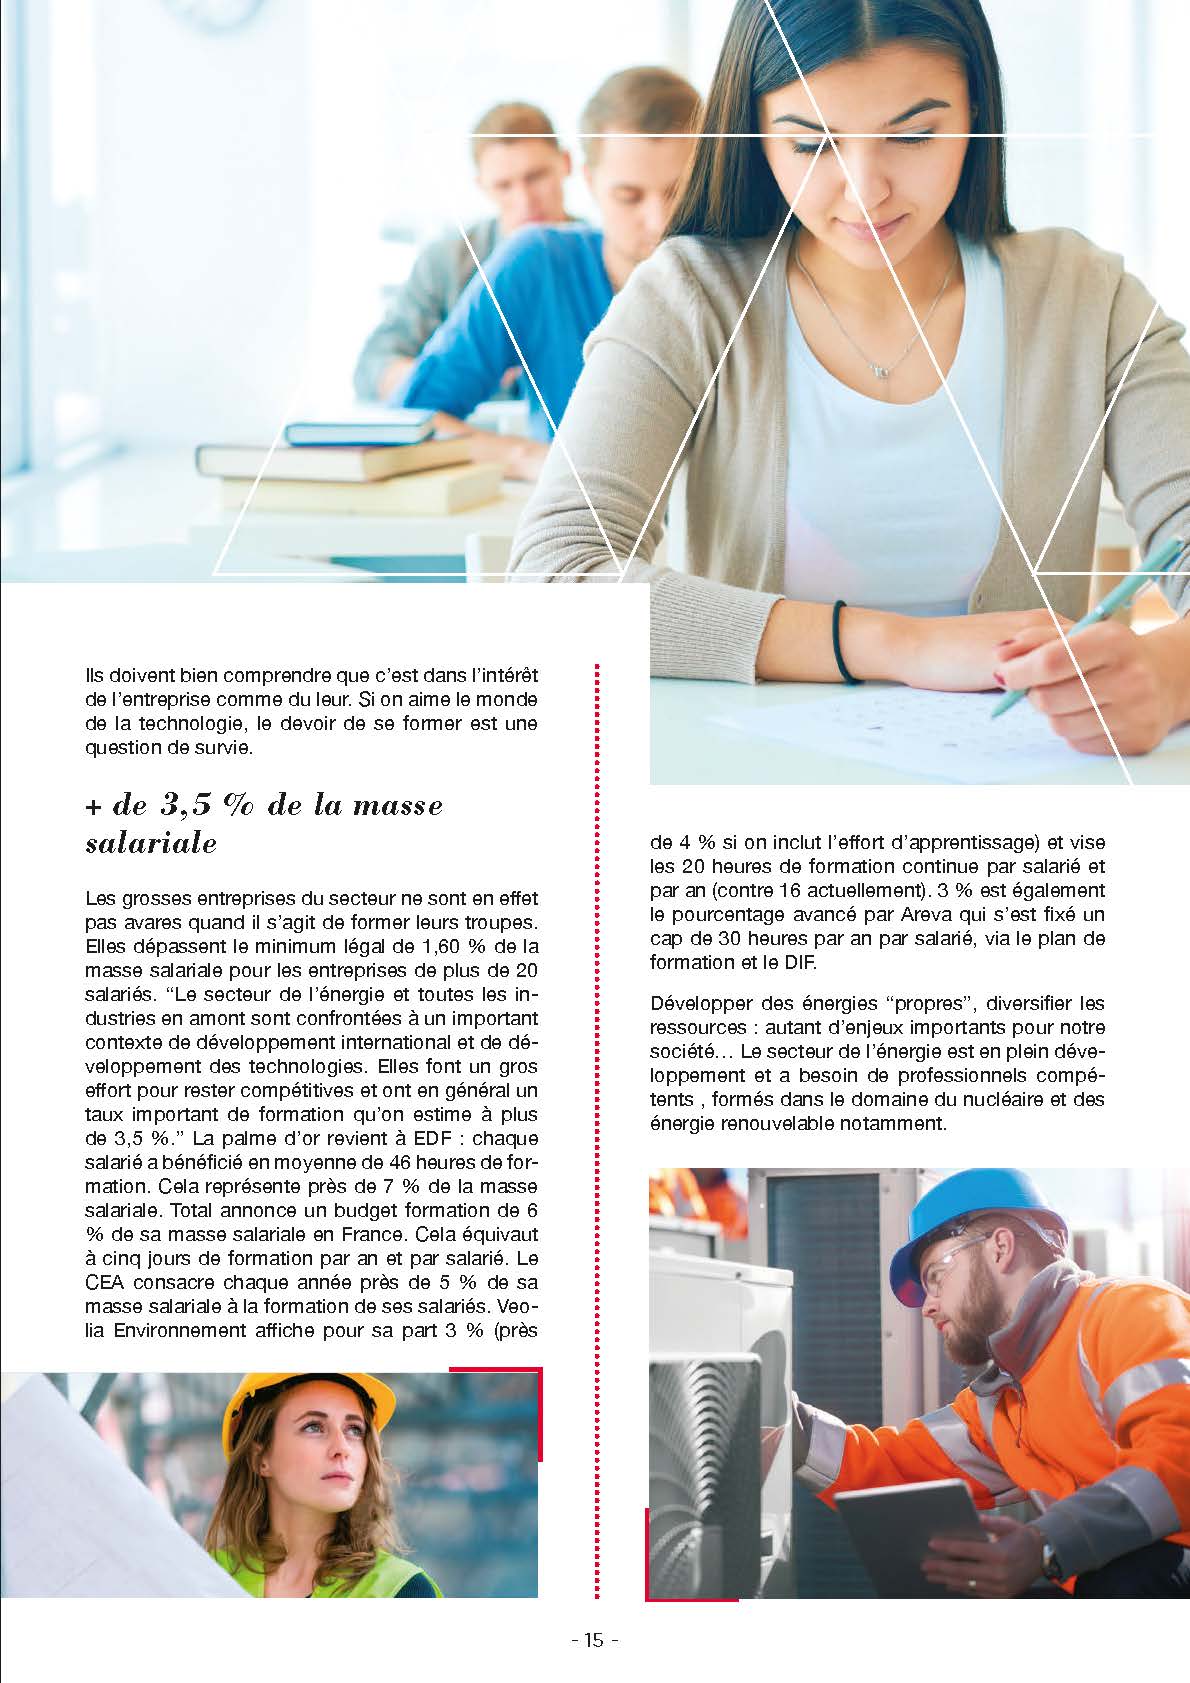 Ils doivent bien comprendre que c’est dans l’intérêt
de l’entreprise comme du leur. Si on aime le monde
de la technologie, le devoir de se former est une
question de survie.
+ de 3,5 % de la masse
salariale
Les grosses entreprises du secteur ne sont en effet
pas avares quand il s’agit de former leurs troupes.
Elles dépassent le minimum légal de 1,60 % de la
masse salariale pour les entreprises de plus de 20
salariés. “Le secteur de l’énergie et toutes les in-
dustries en amont sont confrontées à un important
contexte de développement international et de dé-
veloppement des technologies. Elles font un gros
effort pour rester compétitives et ont en général un
taux important de formation qu’on estime à plus
de 3,5 %.” La palme d’or revient à EDF : chaque
salarié a bénéficié en moyenne de 46 heures de for-
mation. Cela représente près de 7 % de la masse
salariale. Total annonce un budget formation de 6
% de sa masse salariale en France. Cela équivaut
à cinq jours de formation par an et par salarié. Le
CEA consacre chaque année près de 5 % de sa
masse salariale à la formation de ses salariés. Veo-
lia Environnement affiche pour sa part 3 % (près
de 4 % si on inclut l’effort d’apprentissage) et vise
les 20 heures de formation continue par salarié et
par an (contre 16 actuellement). 3 % est également
le pourcentage avancé par Areva qui s’est fixé un
cap de 30 heures par an par salarié, via le plan de
formation et le DIF.
Développer des énergies “propres”, diversifier les
ressources : autant d’enjeux importants pour notre
société… Le secteur de l’énergie est en plein déve-
loppement et a besoin de professionnels compé-
tents , formés dans le domaine du nucléaire et des
énergie renouvelable notamment.
- 15 -